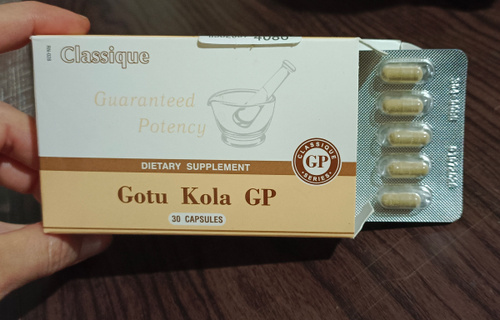 Classique
Guaranteed
Potency
DIETARY SUPPLEMENT
CLASSIQUE
GP
SERIES
Gotu Kola GP
30 CAPSULES